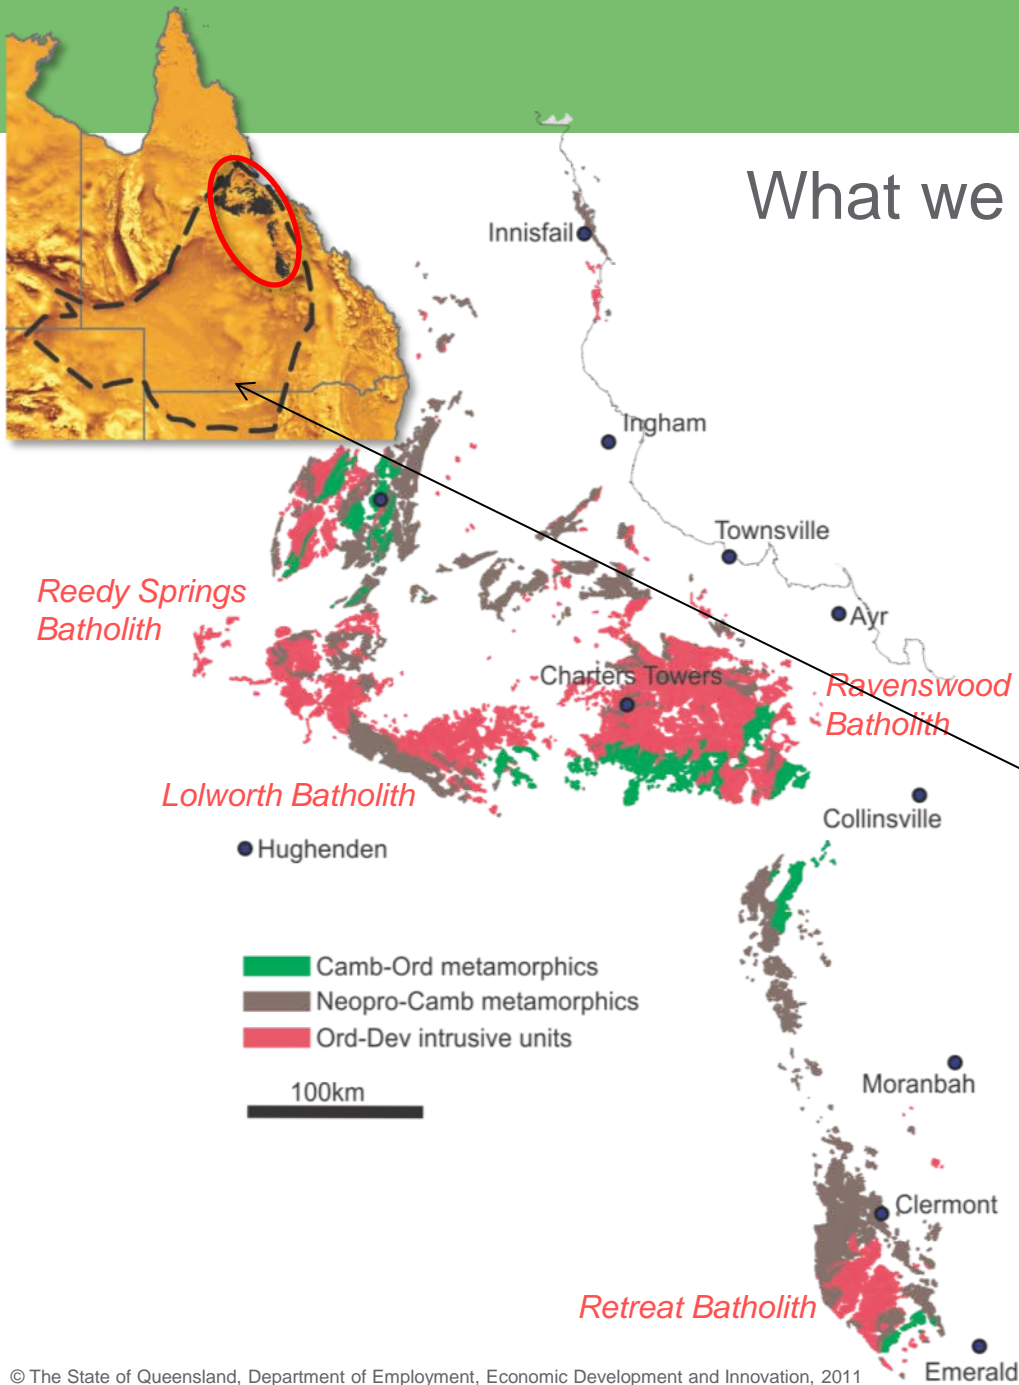 What we
Innisfail
Ingham
Townsville
Reedy Springs
Batholith
Ayr
Charters Towers
Ravenswood
Batholith
Lolworth Batholith
Collinsville
Hughenden
Camb-Ord metamorphics
Neopro-Camb metamorphics
Ord-Dev intrusive units
100km
Moranbah
Clermont
Retreat Batholith
Emerald
© The State of Queensland, Department of Employment, Economic Development and Innovation, 2011